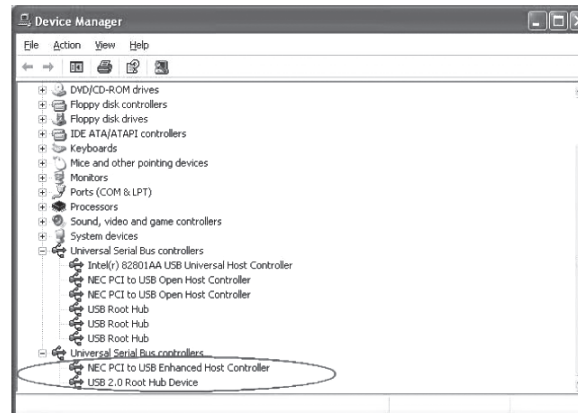 Device Manager
File Action View Help
DVD/CD-ROM drives
Floppy disk controllers
Floppy disk drives
IDE ATA/ATAPI controllers
Keyboards
Mice and other pointing devices
Monitors
Ports (COM & LPT)
Processors
Sound, video and game controllers
System devices
Universal Serial Bus controllers
Intel(r) 82801AA USB Universal Host Controller
NEC PCI to USB Open Host Controller
NEC PCI to USB Open Host Controller
USB Root Hub
USB Root Hub
USB Root Hub
Universal Serial Bus controllers
NEC PCI to USB Enhanced Host Controller
USB 2.0 Root Hub Device